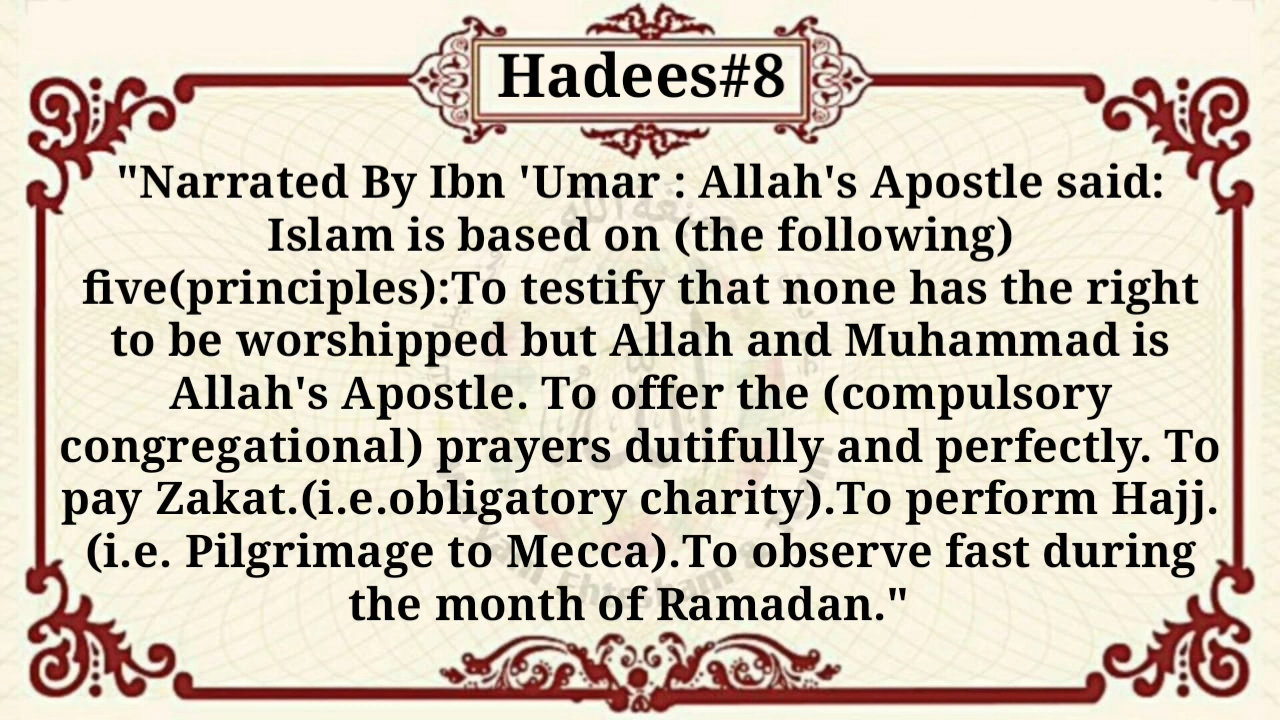 Hadees#8
"Narrated By Ibn 'Umar : Allah's Apostle said:
Islam is based on (the following)
five(principles):To testify that none has the right
to be worshipped but Allah and Muhammad is
Allah's Apostle. To offer the (compulsory
congregational) prayers dutifully and perfectly. To
pay Zakat.(i.e.obligatory charity).To perform Hajj.
(i.e. Pilgrimage to Mecca).To observe fast during
the month of Ramadan."